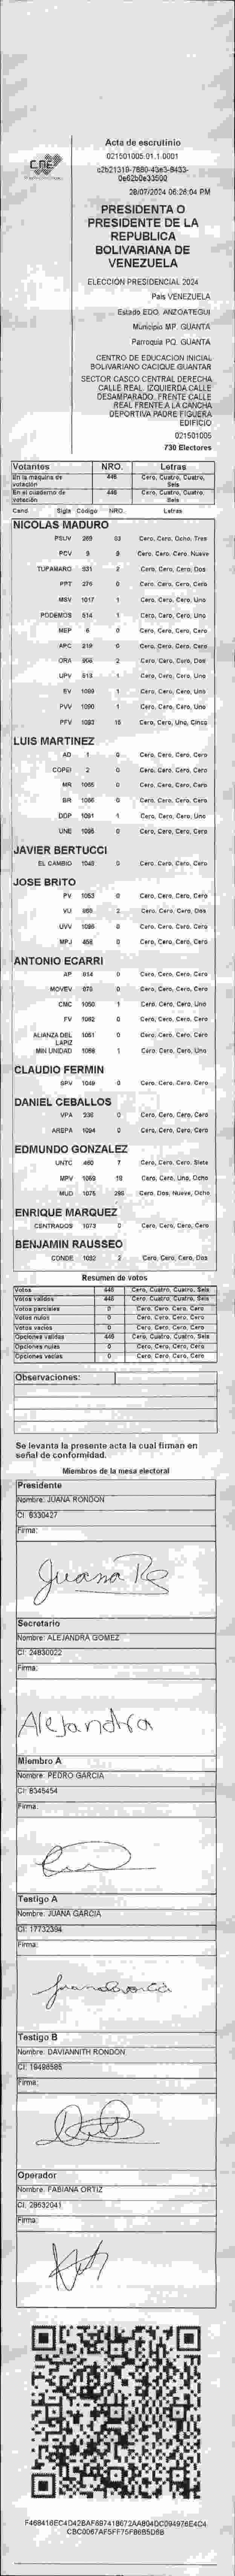 CNE
Acta de escrutinio
021501005.01.1.0001
28/07/2024 06:26:04 PM
PRESIDENTA O
PRESIDENTE DE LA
REPUBLICA
BOLIVARIANA DE
VENEZUELA
ELECCION PRESIDENCIAL 2024
Pais VENEZUELA
Estado EDO. ANZOATEGUI
Municipio MP. GUANTA
Parroquia PQ. GUANTA
CENTRO DE EDUCACION INICIAL
BOLIVARIANO CACIQUE GUANTAR
SECTOR CASCO CENTRAL DERECHA
CALLE REAL. IZQUIERDA CALLE
DESAMPARADO. FRENTE CALLE
REAL FRENTE A LA CANCHA
DEPORTIVA PADRE FIGUERA
EDIFICIO
021501005
730 Electores
Votantes NRO. Letras
En la maquina de votación 446 Cero, Cuatro, Cuatro, Seis
En el cuaderno de votación 446 Cero, Cuatro, Cuatro, Seis
Cand Sigla Código NRO. Letras
NICOLAS MADURO
PSUV 269 83 Cero, Cero, Ocho, Tres
PCV 9 9 Cero, Cero, Cero, Nueve
TUPAMARO 531 2 Cero, Cero, Cero, Dos
PPT 276 0 Cero, Cero, Cero, Cero
MSV 1017 1 Cero, Cero, Cero, Uno
PODEMOS 514 1 Cero, Cero, Cero, Uno
MEP 6 0 Cero, Cero, Cero, Cero
APC 219 0 Cero, Cero, Cero, Cero
ORA 2 Cero, Cero, Cero, Dos
UPV 613 1 Cero, Cero, Cero, Uno
EV 1089 1 Cero, Cero, Cero, Uno
PVV 1090 1 Cero, Cero, Cero, Uno
PFV 1092 15 Cero, Cero, Uno, Cinco
LUIS MARTINEZ
AD 1 0 Cero, Cero, Cero, Cero
COPEI 2 0 Cero, Cero, Cero, Cero
MR 1065 0 Cero, Cero, Cero, Cero
BR 1086 0 Cero, Cero, Cero, Cero
DDP 1091 1 Cero, Cero, Cero, Uno
UNE 1095 0 Cero, Cero, Cero, Cero
JAVIER BERTUCCI
EL CAMBIO 1048 0 Cero, Cero, Cero, Cero
JOSE BRITO
PV 1053 0 Cero, Cero, Cero, Cero
VU 868 2 Cero, Cero, Cero, Dos
UVV 1086 0 Cero, Cero, Cero, Cero
MPJ 458 0 Cero, Cero, Cero, Cero
ANTONIO ECARRI
AP 814 0 Cero, Cero, Cero, Cero
MOVEV 970 0 Cero, Cero, Cero, Cero
CMC 1050 1 Cero, Cero, Cero, Uno
FV 1082 0 Cero, Cero, Cero, Cero
ALIANZA DEL LAPIZ 1051 0 Cero, Cero, Cero, Cero
MIN UNIDAD 1068 1 Cero, Cero, Cero, Uno
CLAUDIO FERMIN
SPV 1049 0 Cero, Cero, Cero, Cero
DANIEL CEBALLOS
VPA 236 0 Cero, Cero, Cero, Cero
AREPA 1094 0 Cero, Cero, Cero, Cero
EDMUNDO GONZALEZ
UNTC 460 7 Cero, Cero, Cero, Siete
MPV 1059 18 Cero, Cero, Uno, Ocho
MUD 1075 298 Cero, Dos, Nueve, Ocho
ENRIQUE MARQUEZ
CENTRADOS 1073 0 Cero, Cero, Cero, Cero
BENJAMIN RAUSSEO
CONDE 1032 2 Cero, Cero, Cero, Dos
Resumen de votos
Votos 446 Cero, Cuatro, Cuatro, Seis
Votos validos 446 Cero, Cuatro, Cuatro, Seis
Votos parciales 0 Cero, Cero, Cero, Cero
Votos nulos 0 Cero, Cero, Cero, Cero
Votos vacios 0 Cero, Cero, Cero, Cero
Opciones validas 446 Cero, Cuatro, Cuatro, Seis
Opciones nulas 0 Cero, Cero, Cero, Cero
Opciones vacias 0 Cero, Cero, Cero, Cero
Observaciones:
Se levanta la presente acta la cual firman en
señal de conformidad.
Miembros de la mesa electoral
Presidente
Nombre: JUANA RONDON
CI: 8330427
Firma:
Juana
Secretario
Nombre: ALEJANDRA GOMEZ
CI: 24830022
Firma:
Alejandra
Miembro A
Nombre: PEDRO GARCIA
CI: 8345454
Firma:
Testigo A
Nombre: JUANA GARCIA
CI: 17732394
Firma:
Testigo B
Nombre: DAVIANNITH RONDON
CI: 19496585
Firma:
Operador
Nombre: FABIANA ORTIZ
CI: 28632041
Firma: